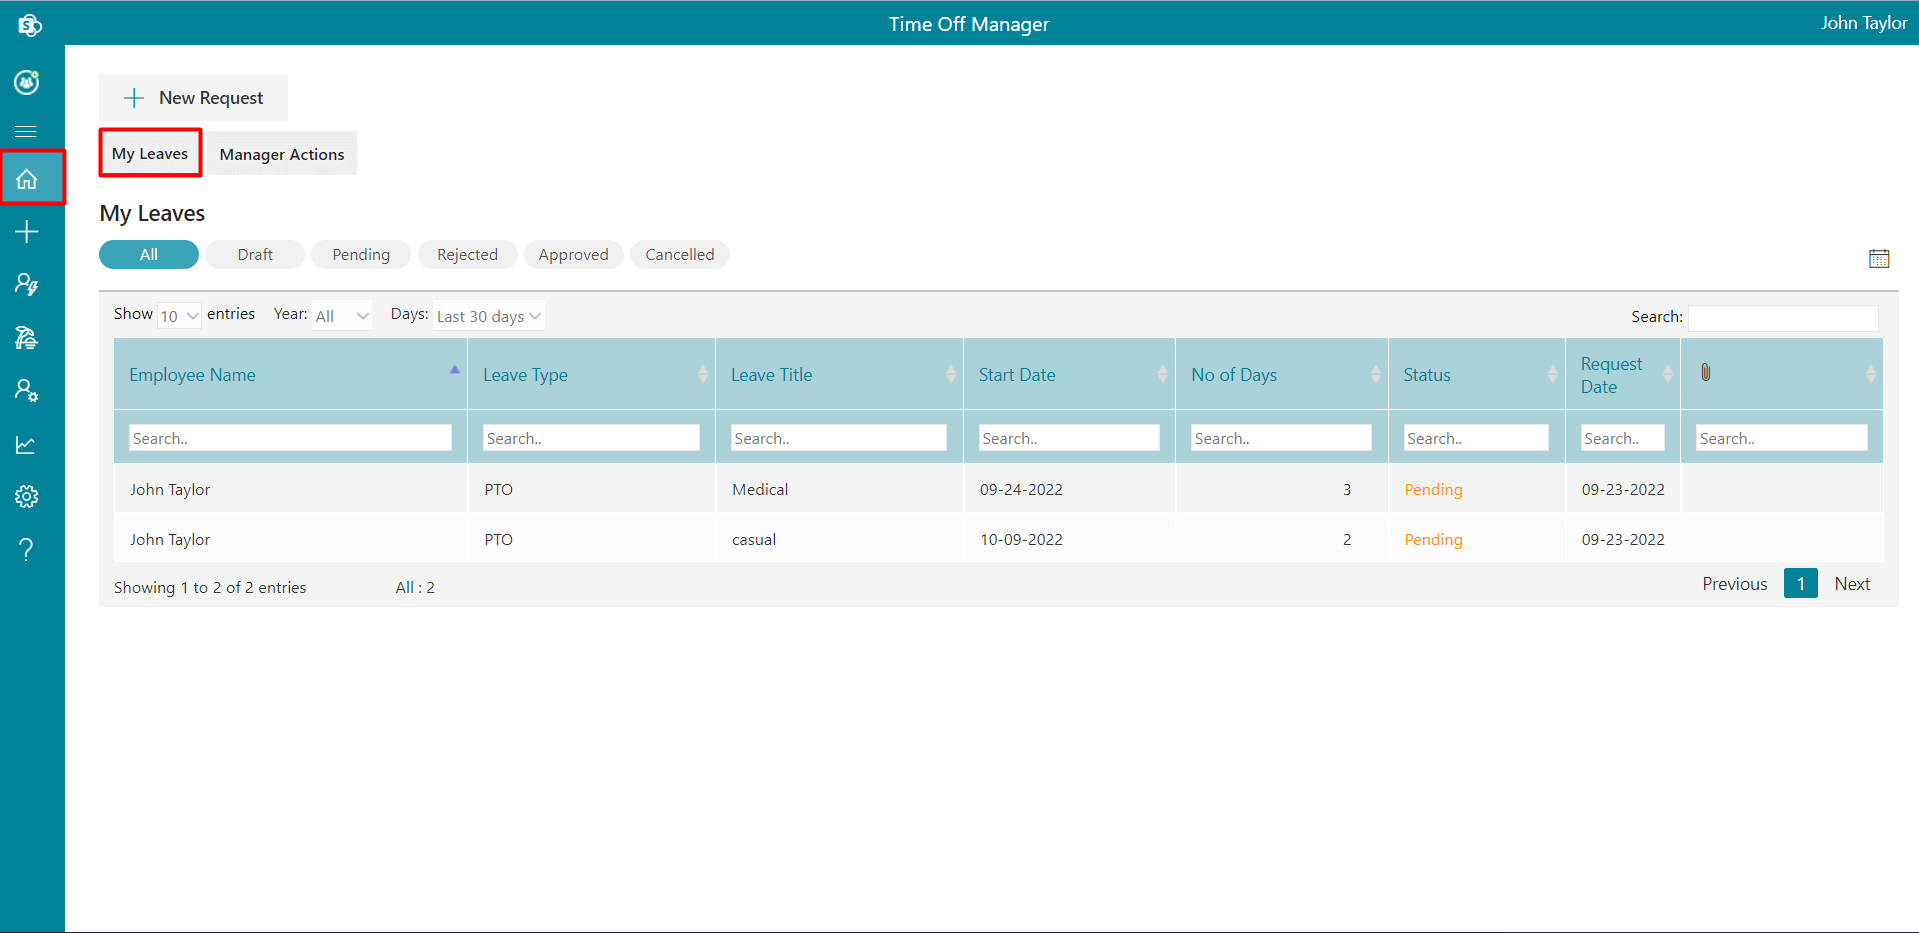 Time Off Manager
John Taylor
New Request
My Leaves Manager Actions
My Leaves
All Draft Pending Rejected Approved Cancelled
Show 10 entries Year: All Days: Last 30 days Search:
Employee Name Leave Type Leave Title Start Date No of Days Status Request Date
Search.. Search.. Search.. Search.. Search.. Search.. Search.. Search..
John Taylor PTO Medical 09-24-2022 3 Pending 09-23-2022
John Taylor PTO casual 10-09-2022 2 Pending 09-23-2022
Showing 1 to 2 of 2 entries All : 2 Previous 1 Next